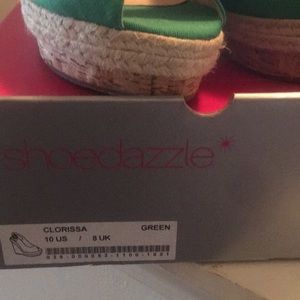 shoedazzle
CLORISSA GREEN
10 US / 8 UK